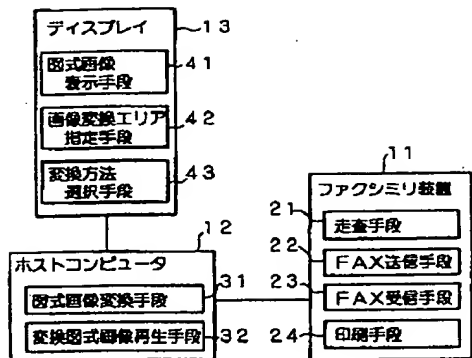 ディスプレイ
13
図式画像
表示手段
41
画像変換エリア
指定手段
42
変換方法
選択手段
43
12
ホストコンピュータ
図式画像変換手段
31
変換図式画像再生手段
32
11
ファクシミリ装置
21
走査手段
22
FAX送信手段
23
FAX受信手段
24
印刷手段